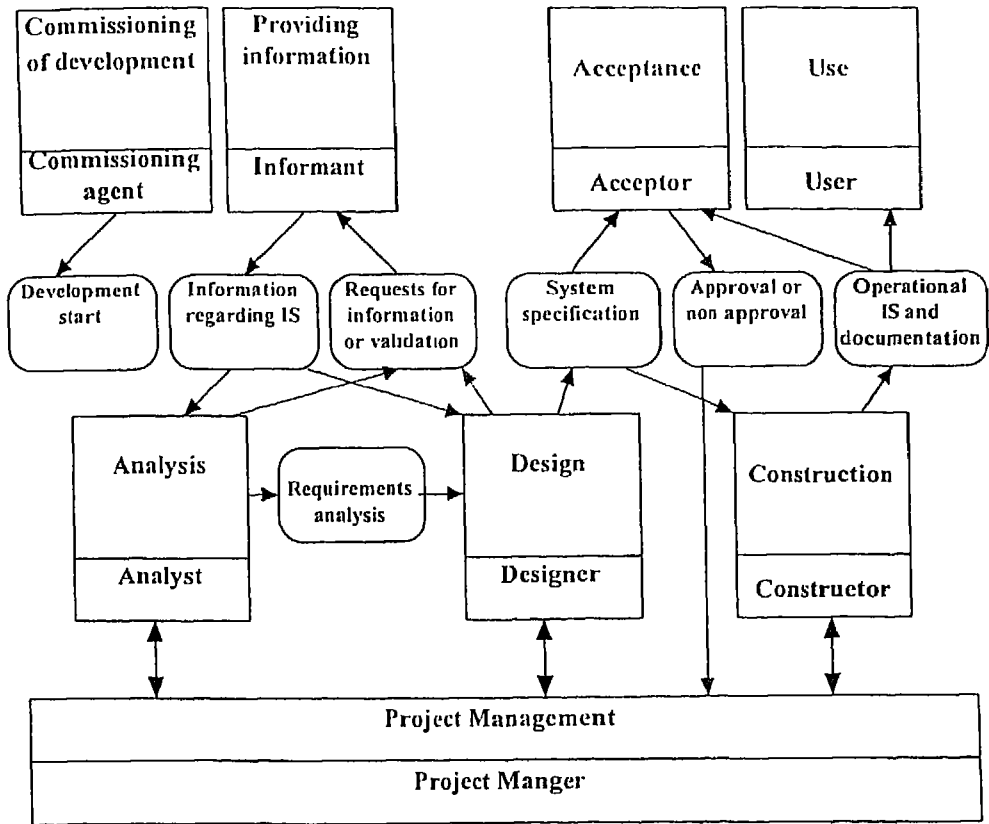 Commissioning
of development
Commissioning
agent
Providing
information
Informant
Acceptance
Acceptor
Use
User
Development
start
Information
regarding IS
Requests for
information
or validation
System
specification
Approval or
non approval
Operational
IS and
documentation
Analysis
Analyst
Requirements
analysis
Design
Designer
Construction
Constructor
Project Management
Project Manger